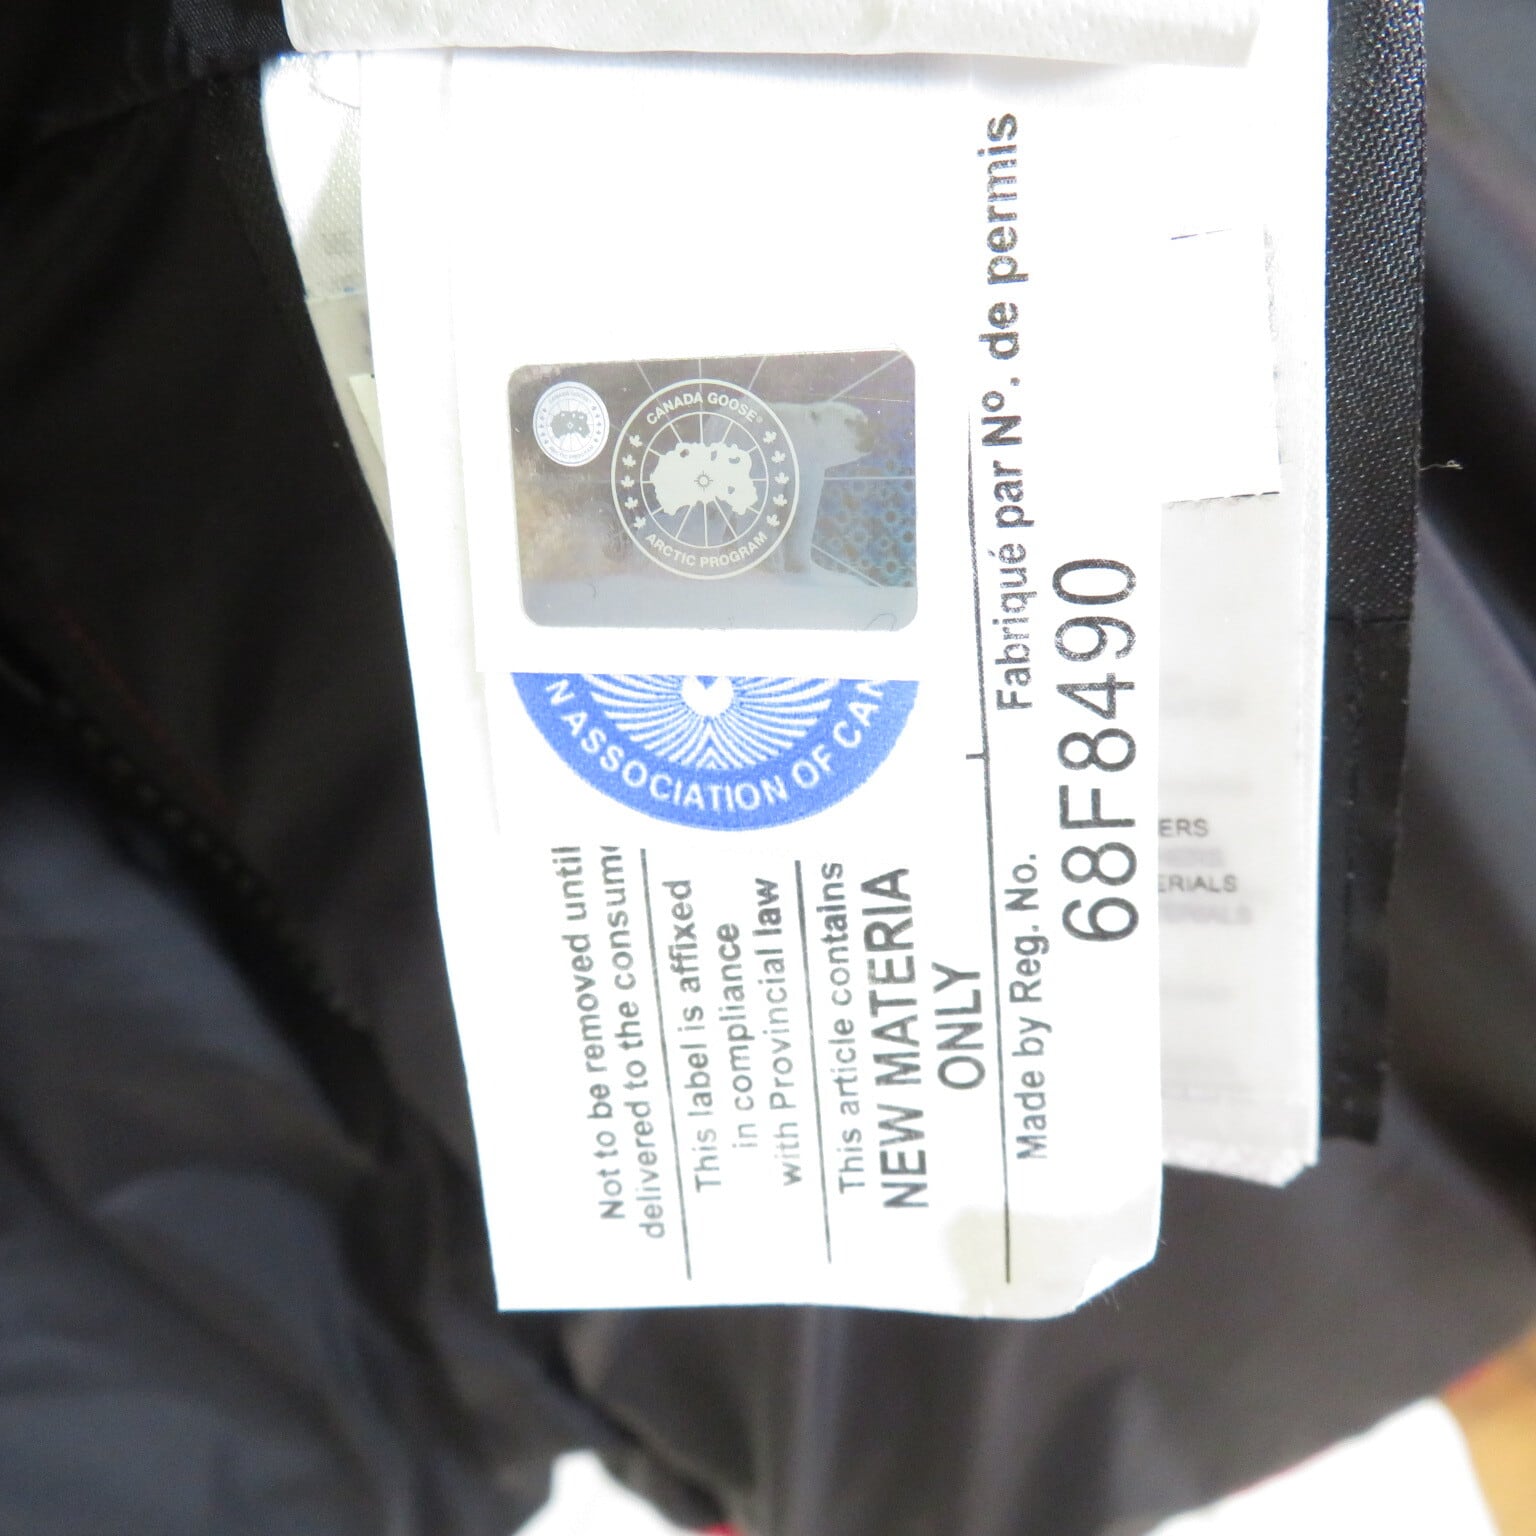 CANADA GOOSE®
ARCTIC PROGRAM
N ASSOCIATION OF CAN
Not to be removed until
delivered to the consum
This label is affixed
in compliance
with Provincial law
This article contains
NEW MATERIA
ONLY
Made by Reg. No.
Fabriqué par Nº. de permis
68F8490
ERS
ERIALS